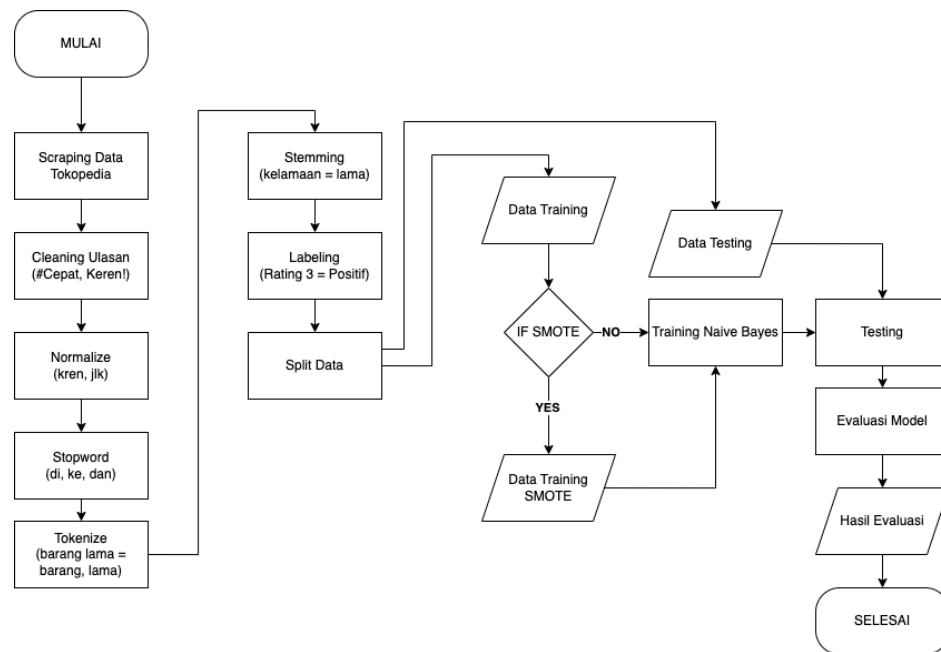 MULAI
Scraping Data
Tokopedia
Cleaning Ulasan
(#Cepat, Keren!)
Normalize
(kren, jlk)
Stopword
(di, ke, dan)
Tokenize
(barang lama =
barang, lama)
Stemming
(kelamaan = lama)
Labeling
(Rating 3 = Positif)
Split Data
Data Training
IF SMOTE
NO
YES
Data Training
SMOTE
Training Naive Bayes
Data Testing
Testing
Evaluasi Model
Hasil Evaluasi
SELESAI